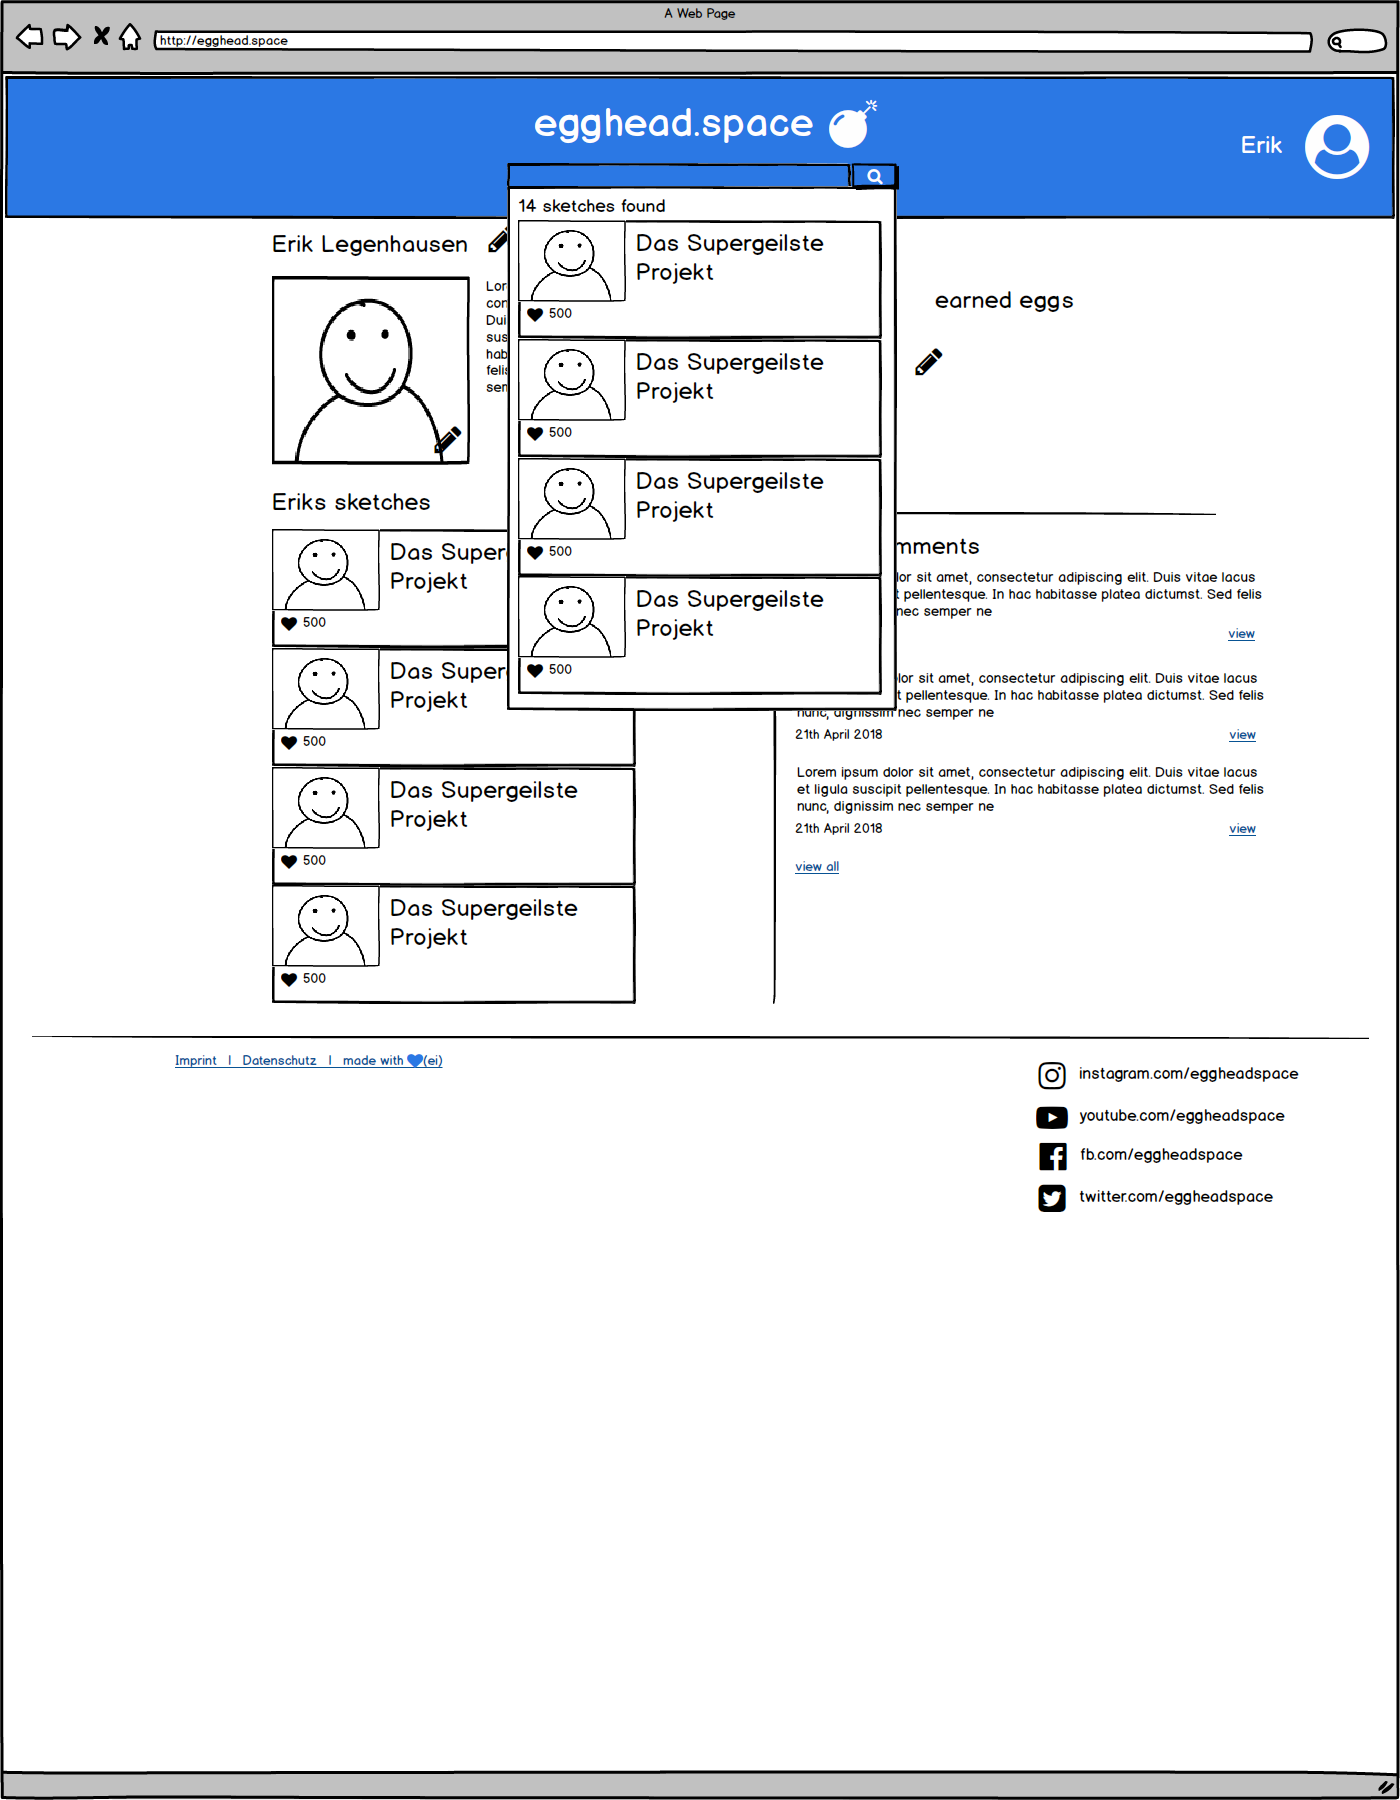 A Web Page
http://egghead.space
egghead.space
Erik
14 sketches found
Das Supergeilste
Projekt
500
Das Supergeilste
Projekt
500
Das Supergeilste
Projekt
500
Das Supergeilste
Projekt
500
Erik Legenhausen
earned eggs
Eriks sketches
Das Super
Projekt
500
Das Super
Projekt
500
Das Supergeilste
Projekt
500
Das Supergeilste
Projekt
500
mments
lor sit amet, consectetur adipiscing elit. Duis vitae lacus
t pellentesque. In hac habitasse platea dictumst. Sed felis
nec semper ne
view
lor sit amet, consectetur adipiscing elit. Duis vitae lacus
t pellentesque. In hac habitasse platea dictumst. Sed felis
nunc, dignissim nec semper ne
21th April 2018 view
Lorem ipsum dolor sit amet, consectetur adipiscing elit. Duis vitae lacus
et ligula suscipit pellentesque. In hac habitasse platea dictumst. Sed felis
nunc, dignissim nec semper ne
21th April 2018 view
view all
Imprint | Datenschutz | made with (ei)
instagram.com/eggheadspace
youtube.com/eggheadspace
fb.com/eggheadspace
twitter.com/eggheadspace